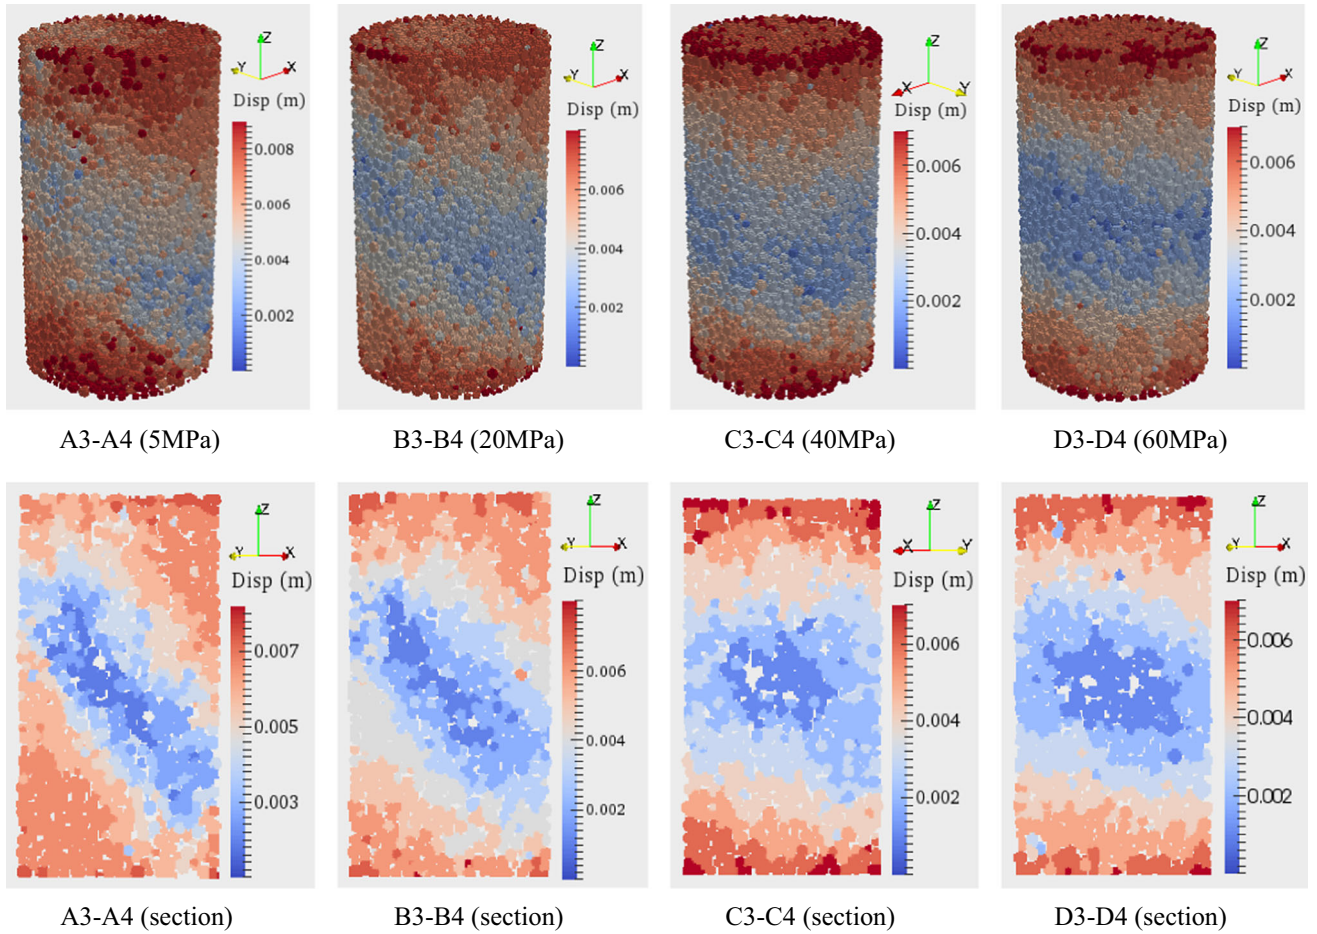 Z
Y X
Disp (m)
0.008
0.006
0.004
0.002
Z
Y X
Disp (m)
0.006
0.004
0.002
Z
X Y
Disp (m)
0.006
0.004
0.002
Z
Y X
Disp (m)
0.006
0.004
0.002
A3-A4 (5MPa)
B3-B4 (20MPa)
C3-C4 (40MPa)
D3-D4 (60MPa)
Z
Y X
Disp (m)
0.007
0.005
0.003
Z
Y X
Disp (m)
0.006
0.004
0.002
Z
X Y
Disp (m)
0.006
0.004
0.002
Z
Y X
Disp (m)
0.006
0.004
0.002
A3-A4 (section)
B3-B4 (section)
C3-C4 (section)
D3-D4 (section)